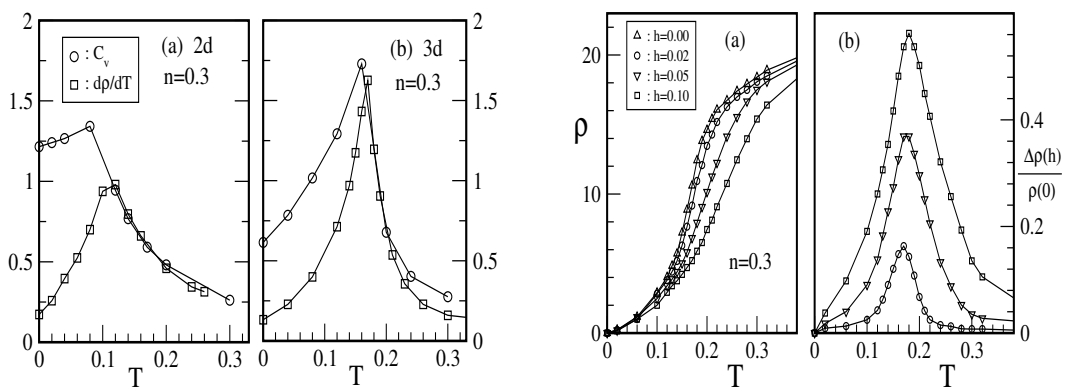 2
1.5
1
0.5
0
(a) 2d
n=0.3
: Cv
: dρ/dT
0 0.1 0.2 0.3
T
(b) 3d
n=0.3
2
1.5
1
0.5
0
0 0.1 0.2 0.3
T
20
10
0
ρ
: h=0.00
: h=0.02
: h=0.05
: h=0.10
(a)
n=0.3
0 0.1 0.2 0.3
T
(b)
0.4
0.2
0
Δρ(h)
ρ(0)
0 0.1 0.2 0.3
T